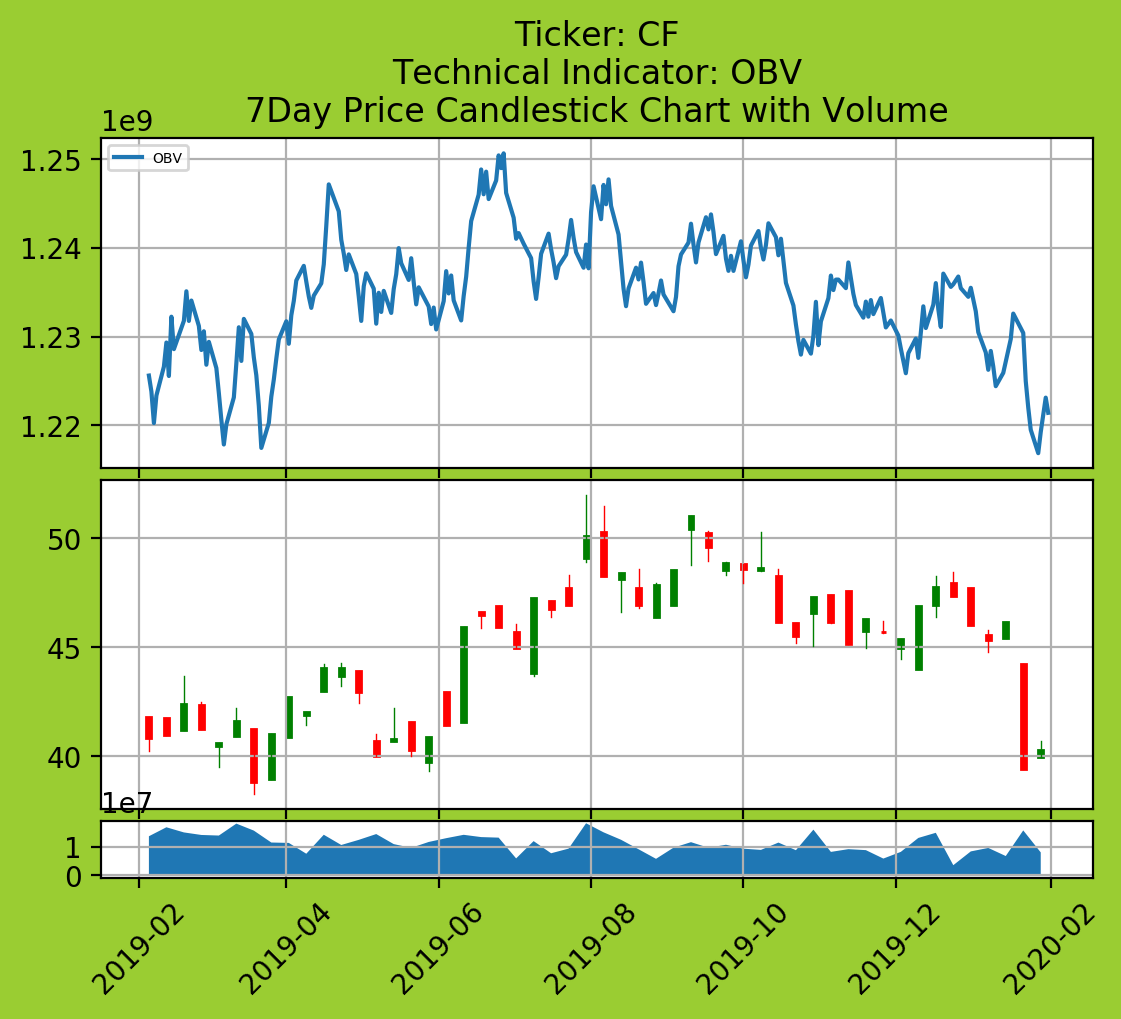 Ticker: CF
Technical Indicator: OBV
7Day Price Candlestick Chart with Volume
1e9
OBV
1.25
1.24
1.23
1.22
50
45
40
1e7
1
0
2019-02
2019-04
2019-06
2019-08
2019-10
2019-12
2020-02